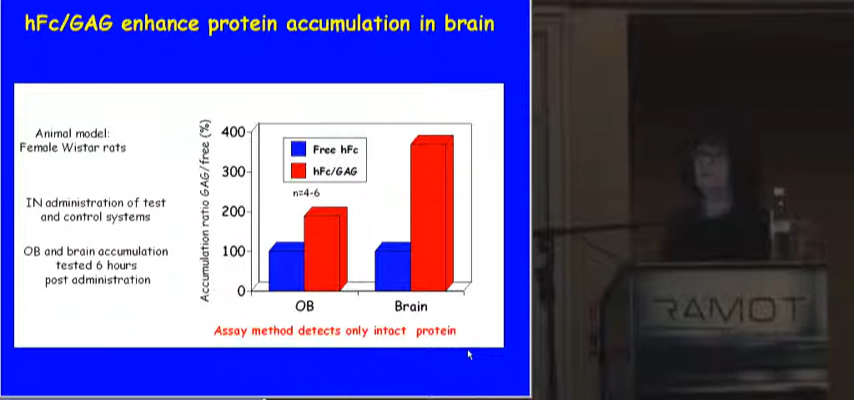 hFc/GAG enhance protein accumulation in brain
Animal model:
Female Wistar rats
IN administration of test
and control systems
OB and brain accumulation
tested 6 hours
post administration
Accumulation ratio GAG/free (%)
400
300
200
100
0
Free hFc
hFc/GAG
n=4-6
OB
Brain
Assay method detects only intact protein
RAMOT